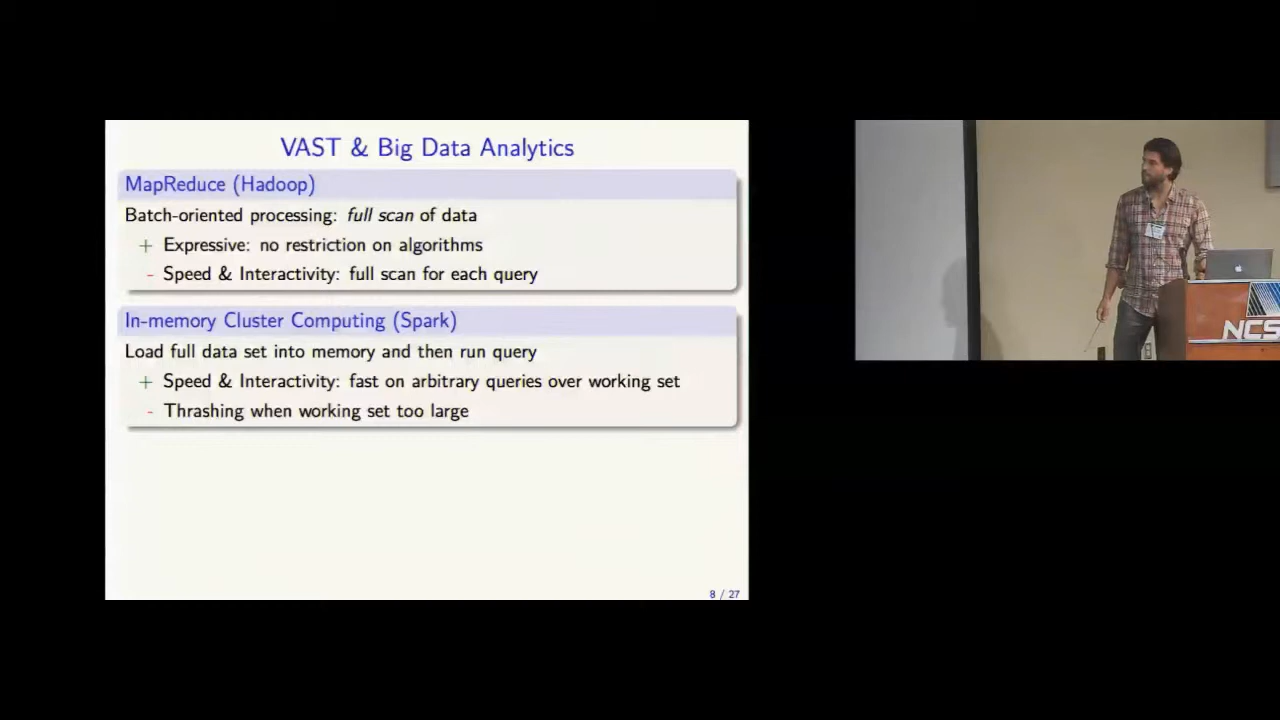 VAST & Big Data Analytics
MapReduce (Hadoop)
Batch-oriented processing: full scan of data
+ Expressive: no restriction on algorithms
- Speed & Interactivity: full scan for each query
In-memory Cluster Computing (Spark)
Load full data set into memory and then run query
+ Speed & Interactivity: fast on arbitrary queries over working set
- Thrashing when working set too large
8 / 27
NCS